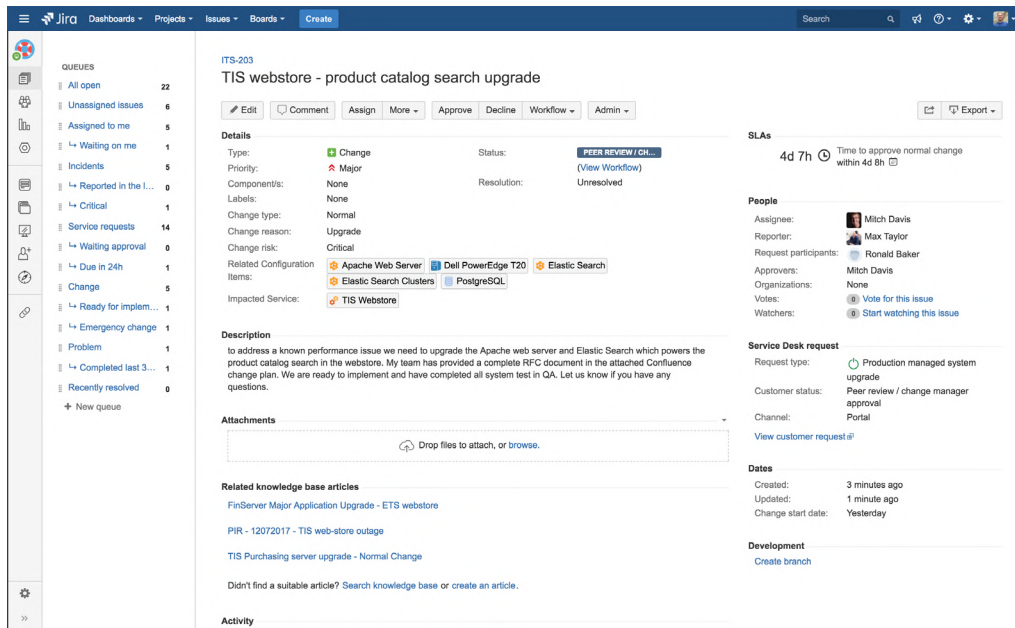 Jira Dashboards Projects Issues Boards Create Search
QUEUES
All open 22
Unassigned issues 6
Assigned to me 5
Waiting on me 1
Incidents 5
Reported in the l... 0
Critical 1
Service requests 14
Waiting approval 0
Due in 24h 1
Change 5
Ready for implem... 1
Emergency change 1
Problem 1
Completed last 3... 1
Recently resolved 0
+ New queue
ITS-203
TIS webstore - product catalog search upgrade
Edit Comment Assign More Approve Decline Workflow Admin Export
Details
Type: Change
Priority: Major
Component/s: None
Labels: None
Change type: Normal
Change reason: Upgrade
Change risk: Critical
Related Configuration Items: Apache Web Server Dell PowerEdge T20 Elastic Search
Elastic Search Clusters PostgreSQL
Impacted Service: TIS Webstore
Status: PEER REVIEW / CH...
(View Workflow)
Resolution: Unresolved
Description
to address a known performance issue we need to upgrade the Apache web server and Elastic Search which powers the
product catalog search in the webstore. My team has provided a complete RFC document in the attached Confluence
change plan. We are ready to implement and have completed all system test in QA. Let us know if you have any
questions.
Attachments
Drop files to attach, or browse.
Related knowledge base articles
FinServer Major Application Upgrade - ETS webstore
PIR - 12072017 - TIS web-store outage
TIS Purchasing server upgrade - Normal Change
Didn't find a suitable article? Search knowledge base or create an article.
Activity
SLAs
4d 7h Time to approve normal change
within 4d 8h
People
Assignee: Mitch Davis
Reporter: Max Taylor
Request participants: Ronald Baker
Approvers: Mitch Davis
Organizations: None
Votes: 0 Vote for this issue
Watchers: 0 Start watching this issue
Service Desk request
Request type: Production managed system
upgrade
Customer status: Peer review / change manager
approval
Channel: Portal
View customer request
Dates
Created: 3 minutes ago
Updated: 1 minute ago
Change start date: Yesterday
Development
Create branch